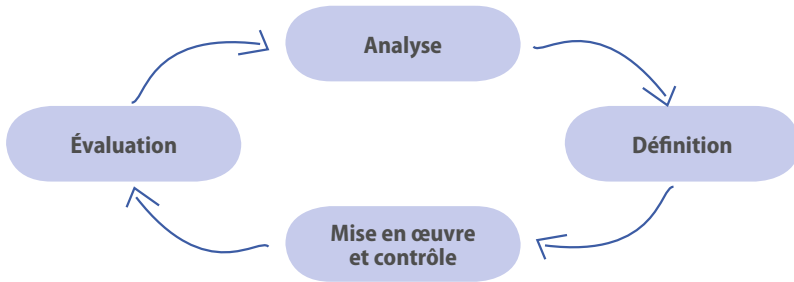 Analyse
Évaluation
Définition
Mise en œuvre
et contrôle